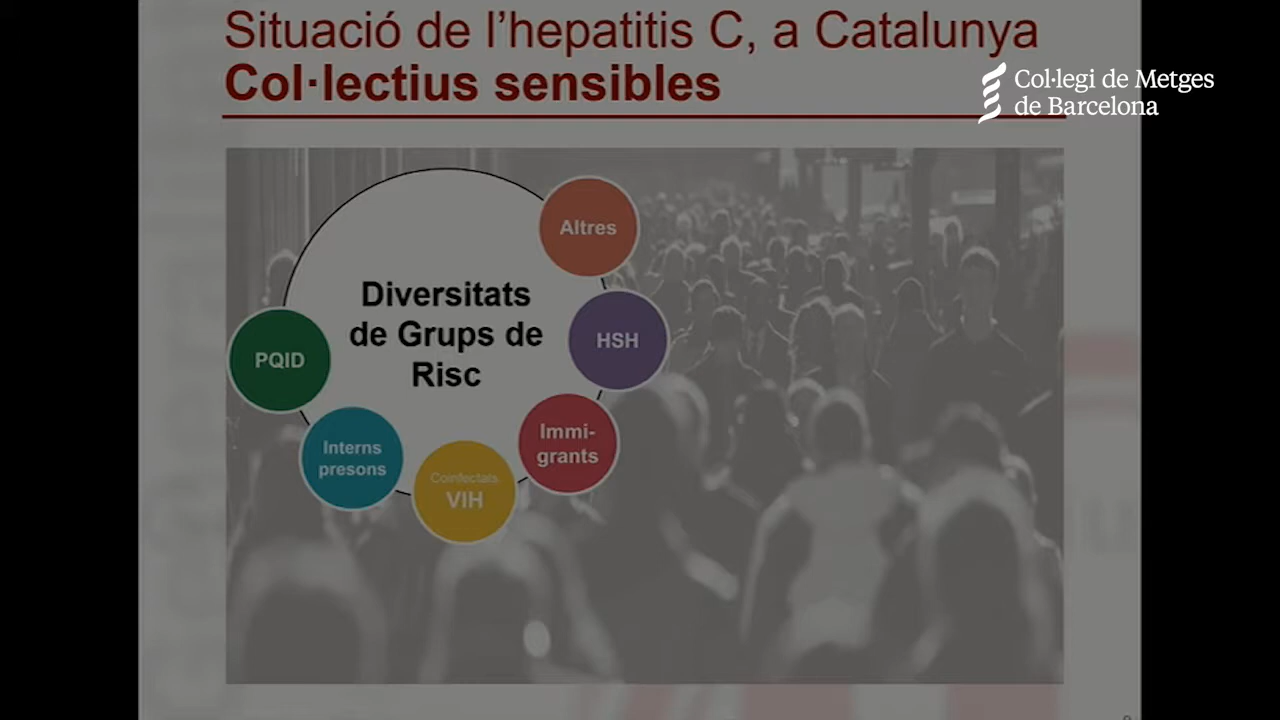 Situació de l’hepatitis C, a Catalunya
Col·lectius sensibles
Col·legi de Metges
de Barcelona
Altres
Diversitats
de Grups de
Risc
HSH
PQID
Immi-
grants
Interns
presons
Coinfectats
VIH